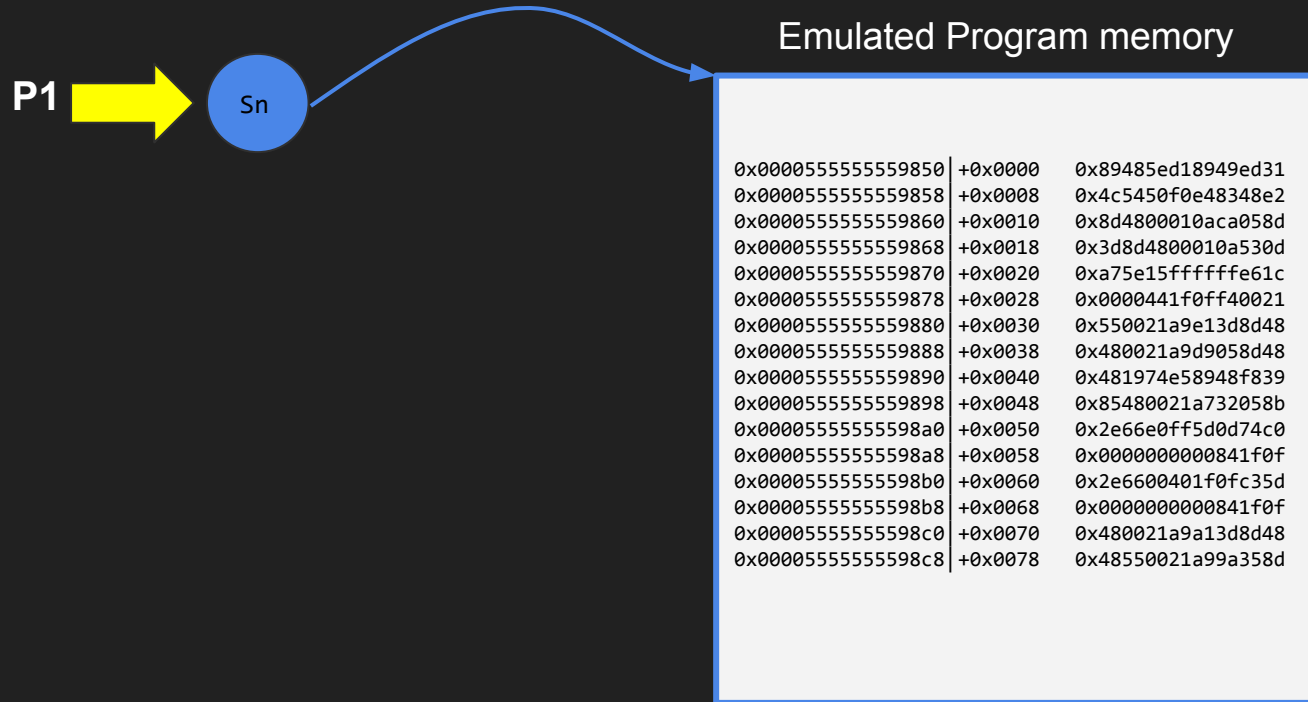 Emulated Program memory
P1
Sn
0x0000555555559850|+0x0000 0x89485ed18949ed31
0x0000555555559858|+0x0008 0x4c5450f0e48348e2
0x0000555555559860|+0x0010 0x8d4800010aca058d
0x0000555555559868|+0x0018 0x3d8d4800010a530d
0x0000555555559870|+0x0020 0xa75e15ffffffe61c
0x0000555555559878|+0x0028 0x0000441f0ff40021
0x0000555555559880|+0x0030 0x550021a9e13d8d48
0x0000555555559888|+0x0038 0x480021a9d9058d48
0x0000555555559890|+0x0040 0x481974e58948f839
0x0000555555559898|+0x0048 0x85480021a732058b
0x00005555555598a0|+0x0050 0x2e66e0ff5d0d74c0
0x00005555555598a8|+0x0058 0x0000000000841f0f
0x00005555555598b0|+0x0060 0x2e6600401f0fc35d
0x00005555555598b8|+0x0068 0x0000000000841f0f
0x00005555555598c0|+0x0070 0x480021a9a13d8d48
0x00005555555598c8|+0x0078 0x48550021a99a358d